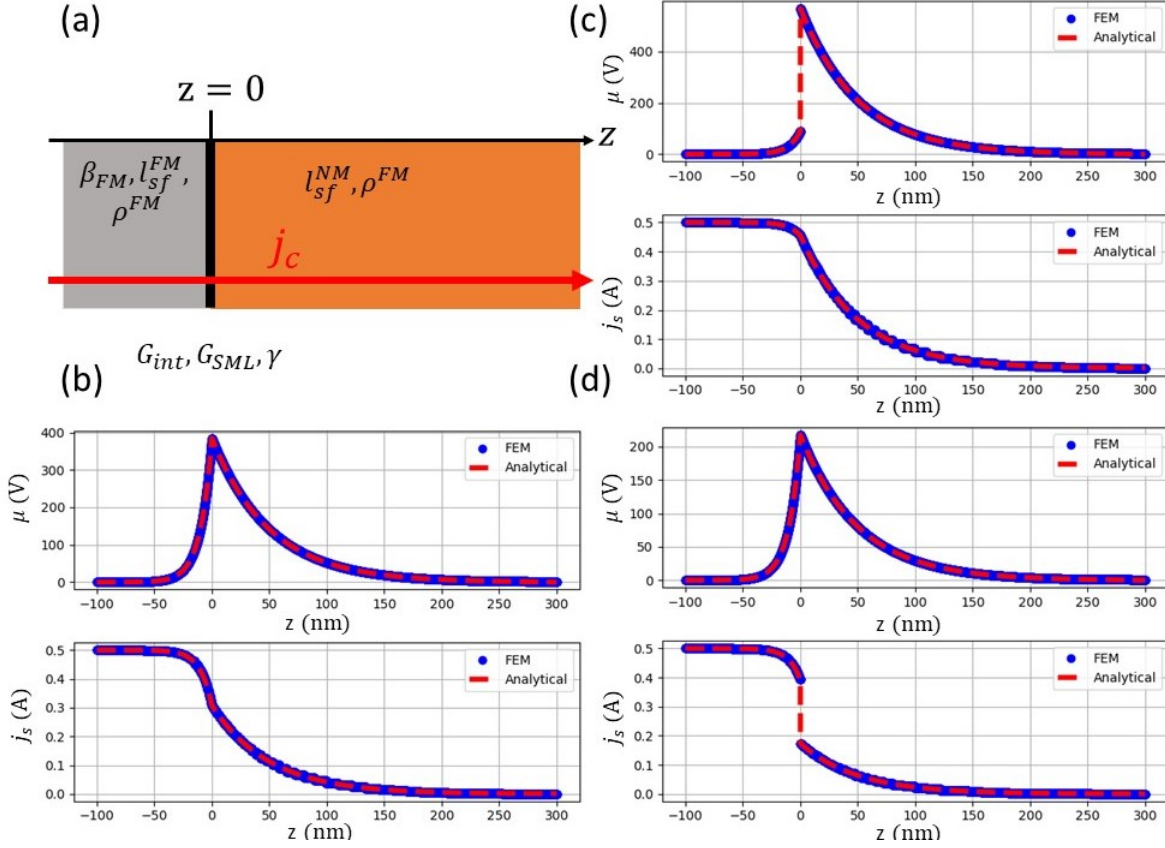 (a)
z = 0
z
β_FM, l_sf^FM,
ρ^FM
l_sf^NM, ρ^FM
j_c
G_int, G_SML, γ
(b)
400
300
200
100
0
μ (V)
FEM
Analytical
−100 −50 0 50 100 150 200 250 300
z (nm)
0.5
0.4
0.3
0.2
0.1
0.0
j_s (A)
FEM
Analytical
−100 −50 0 50 100 150 200 250 300
z (nm)
(c)
400
200
0
μ (V)
FEM
Analytical
−100 −50 0 50 100 150 200 250 300
z (nm)
0.5
0.4
0.3
0.2
0.1
0.0
j_s (A)
FEM
Analytical
−100 −50 0 50 100 150 200 250 300
z (nm)
(d)
200
150
100
50
0
μ (V)
FEM
Analytical
−100 −50 0 50 100 150 200 250 300
z (nm)
0.5
0.4
0.3
0.2
0.1
0.0
j_s (A)
FEM
Analytical
−100 −50 0 50 100 150 200 250 300
z (nm)